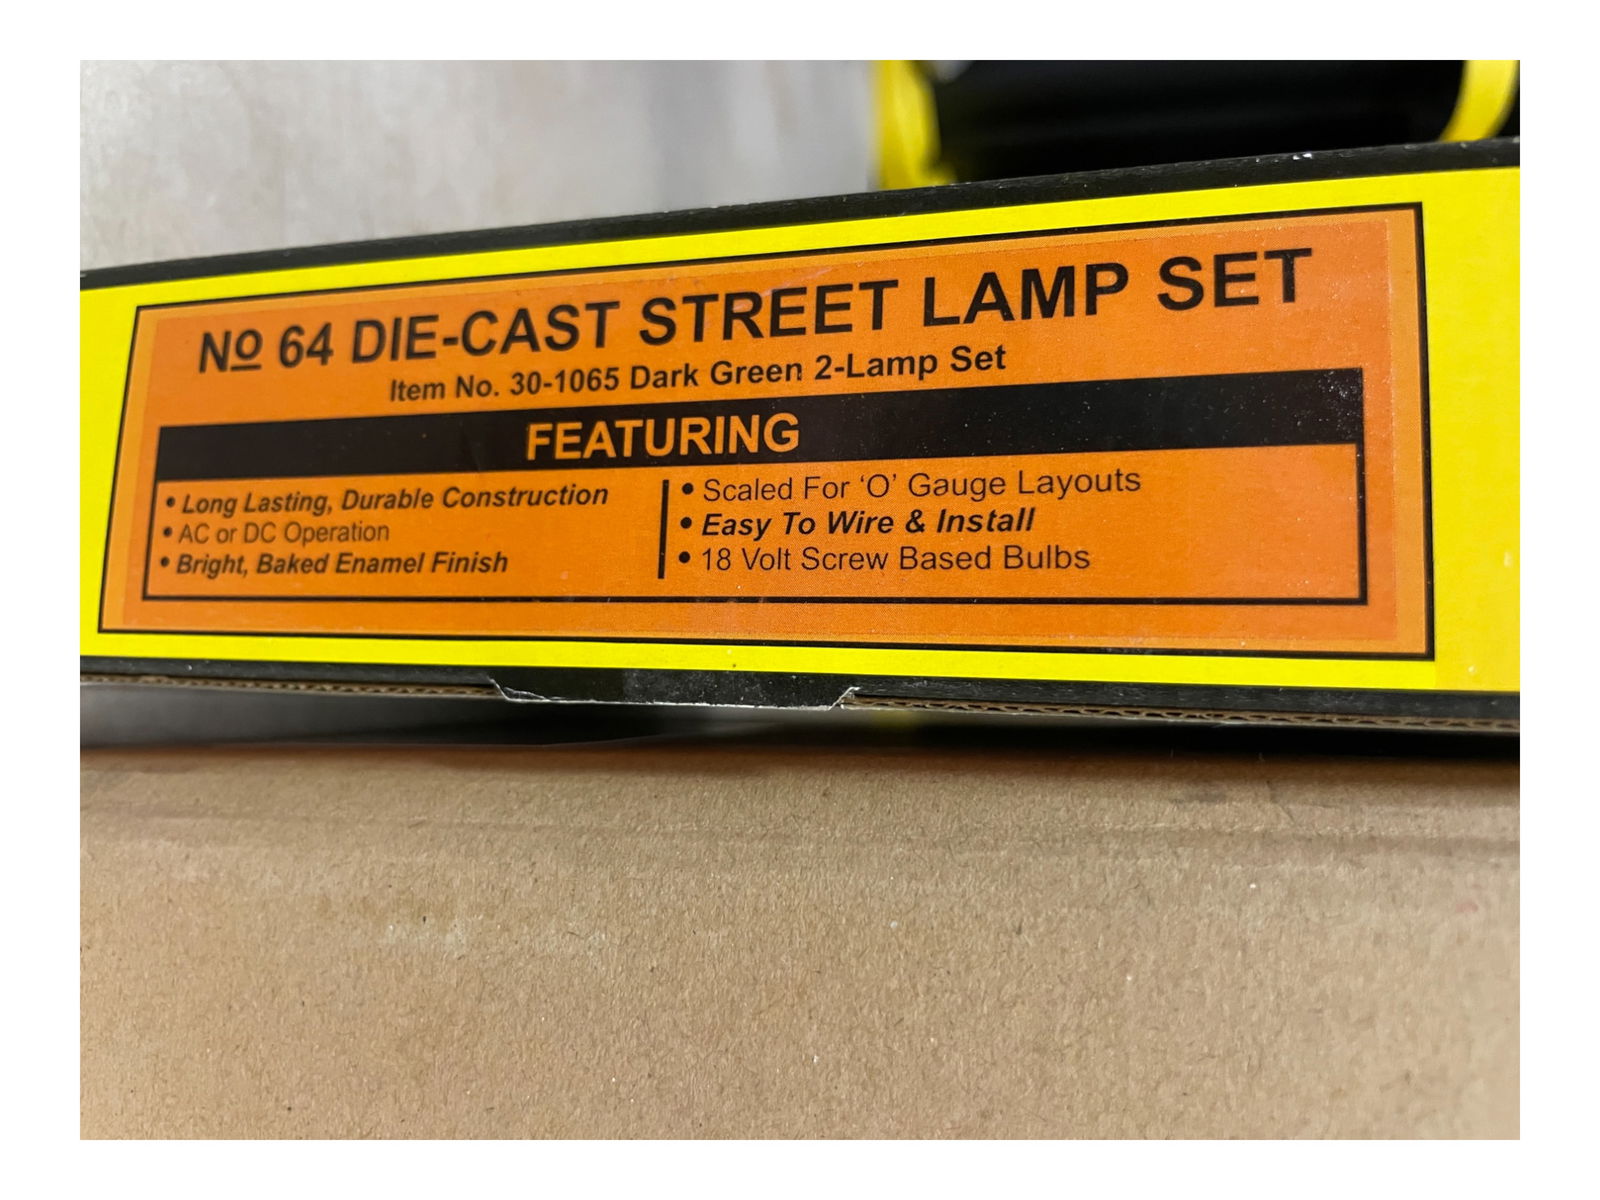 Nº 64 DIE-CAST STREET LAMP SET
Item No. 30-1065 Dark Green 2-Lamp Set
FEATURING
• Long Lasting, Durable Construction
• AC or DC Operation
• Bright, Baked Enamel Finish
• Scaled For ‘O’ Gauge Layouts
• Easy To Wire & Install
• 18 Volt Screw Based Bulbs